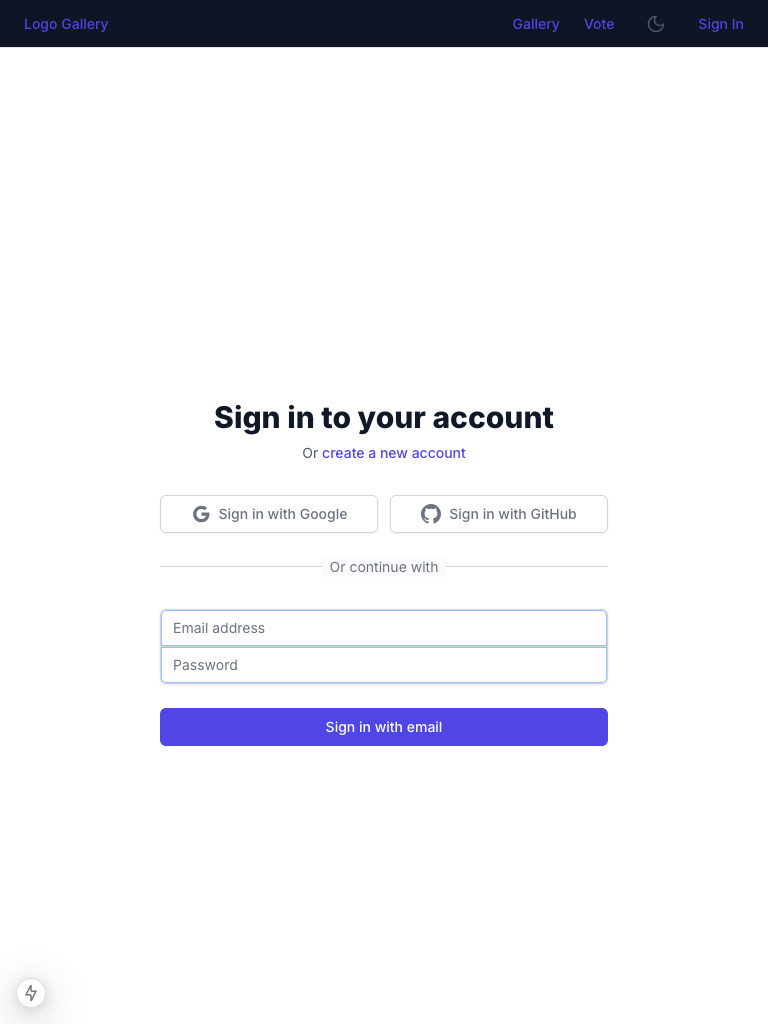 Logo Gallery
Gallery
Vote
Sign In
Sign in to your account
Or create a new account
Sign in with Google
Sign in with GitHub
Or continue with
Email address
Password
Sign in with email